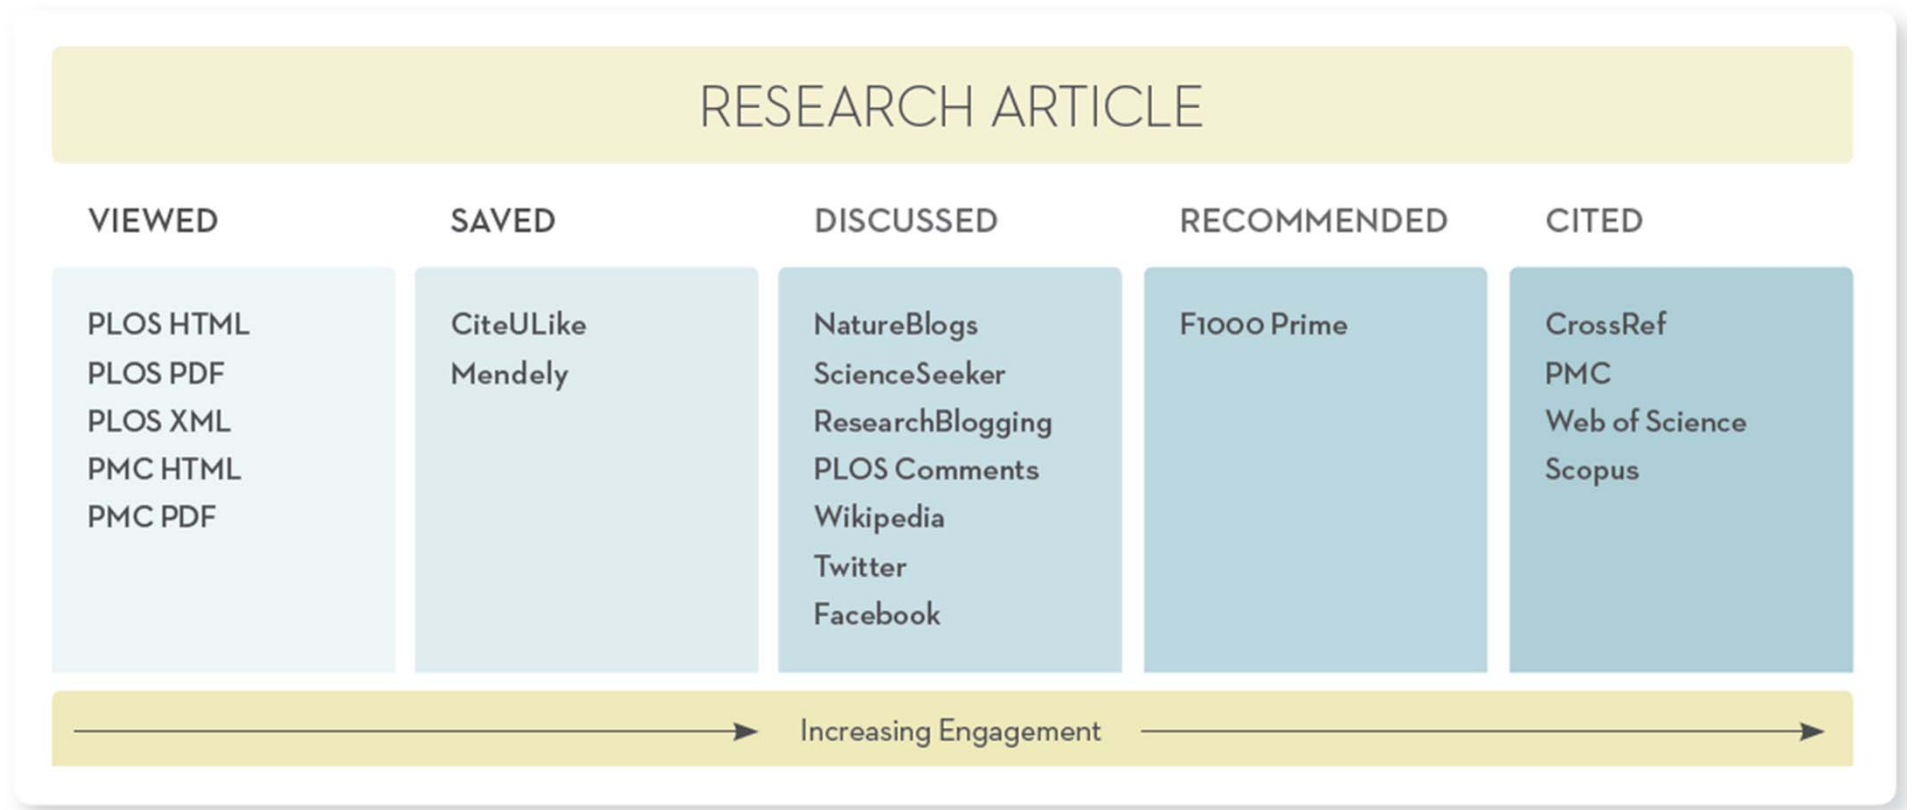 RESEARCH ARTICLE
VIEWED
PLOS HTML
PLOS PDF
PLOS XML
PMC HTML
PMC PDF
SAVED
CiteULike
Mendely
DISCUSSED
NatureBlogs
ScienceSeeker
ResearchBlogging
PLOS Comments
Wikipedia
Twitter
Facebook
RECOMMENDED
F1000 Prime
CITED
CrossRef
PMC
Web of Science
Scopus
Increasing Engagement